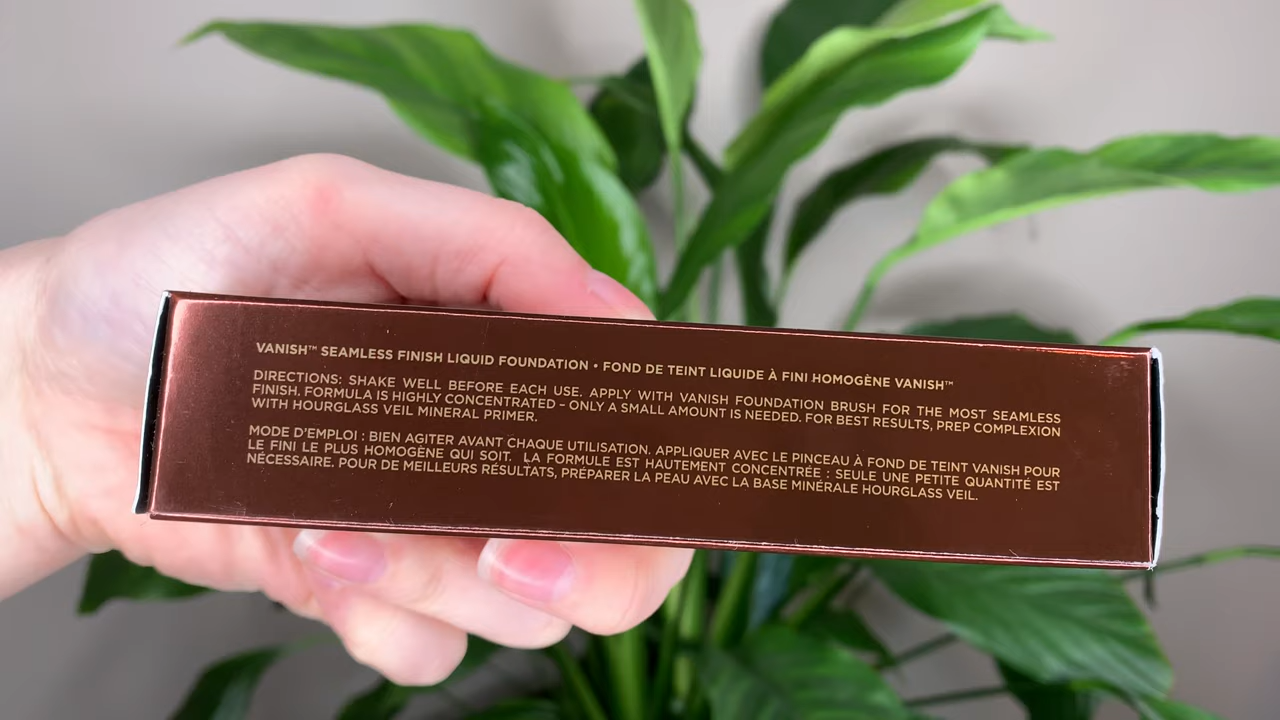 VANISH™ SEAMLESS FINISH LIQUID FOUNDATION • FOND DE TEINT LIQUIDE À FINI HOMOGÈNE VANISH™
DIRECTIONS: SHAKE WELL BEFORE EACH USE. APPLY WITH VANISH FOUNDATION BRUSH FOR THE MOST SEAMLESS
FINISH. FORMULA IS HIGHLY CONCENTRATED – ONLY A SMALL AMOUNT IS NEEDED. FOR BEST RESULTS, PREP COMPLEXION
WITH HOURGLASS VEIL MINERAL PRIMER.
MODE D'EMPLOI : BIEN AGITER AVANT CHAQUE UTILISATION. APPLIQUER AVEC LE PINCEAU À FOND DE TEINT VANISH POUR
LE FINI LE PLUS HOMOGÈNE QUI SOIT. LA FORMULE EST HAUTEMENT CONCENTRÉE : SEULE UNE PETITE QUANTITÉ EST
NÉCESSAIRE. POUR DE MEILLEURS RÉSULTATS, PRÉPARER LA PEAU AVEC LA BASE MINÉRALE HOURGLASS VEIL.